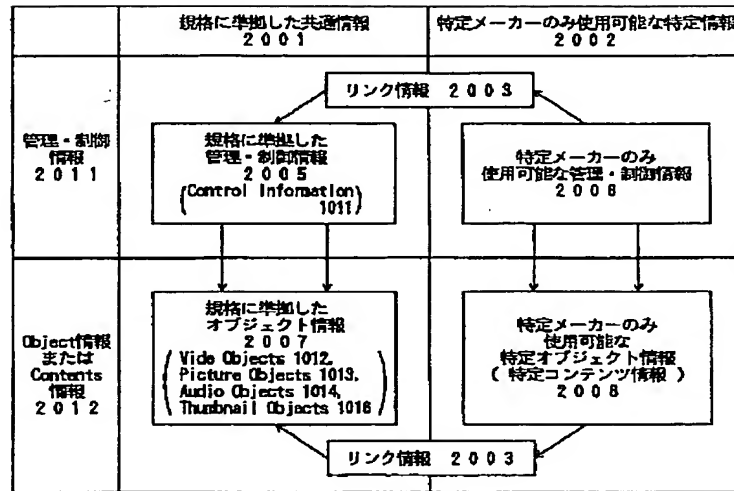 規格に準拠した共通情報
2001
特定メーカーのみ使用可能な特定情報
2002
リンク情報 2003
管理・制御
情報
2011
規格に準拠した
管理・制御情報
2005
(Control Information
1011)
特定メーカーのみ
使用可能な管理・制御情報
2006
Object情報
または
Contents
情報
2012
規格に準拠した
オブジェクト情報
2007
(Vide Objects 1012,
Picture Objects 1013,
Audio Objects 1014,
Thumbnail Objects 1016)
特定メーカーのみ
使用可能な
特定オブジェクト情報
(特定コンテンツ情報)
2008
リンク情報 2003